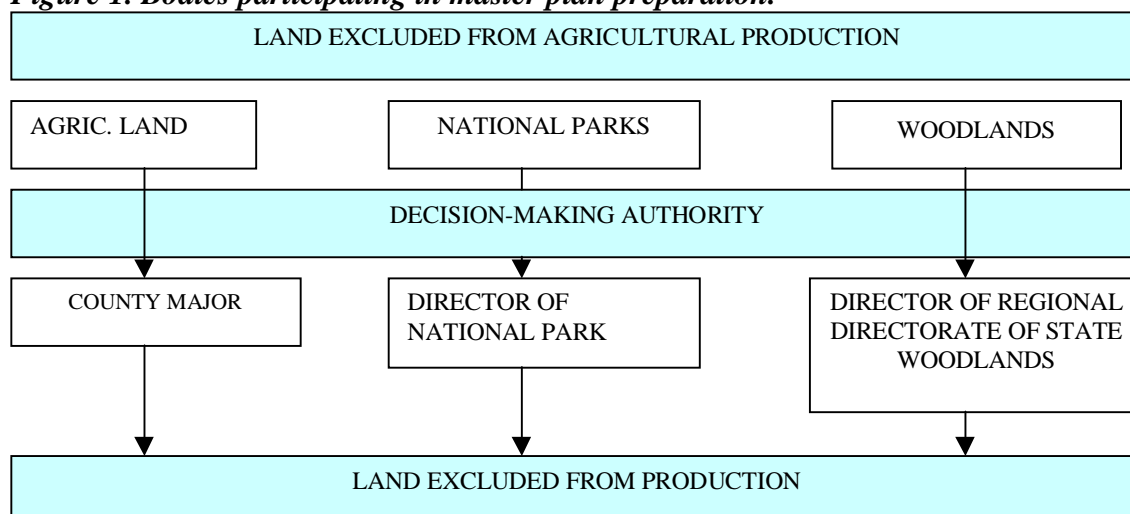 Figure 1. Bodies participating in master plan preparation.
LAND EXCLUDED FROM AGRICULTURAL PRODUCTION
AGRIC. LAND
NATIONAL PARKS
WOODLANDS
DECISION-MAKING AUTHORITY
COUNTY MAJOR
DIRECTOR OF
NATIONAL PARK
DIRECTOR OF REGIONAL
DIRECTORATE OF STATE
WOODLANDS
LAND EXCLUDED FROM PRODUCTION